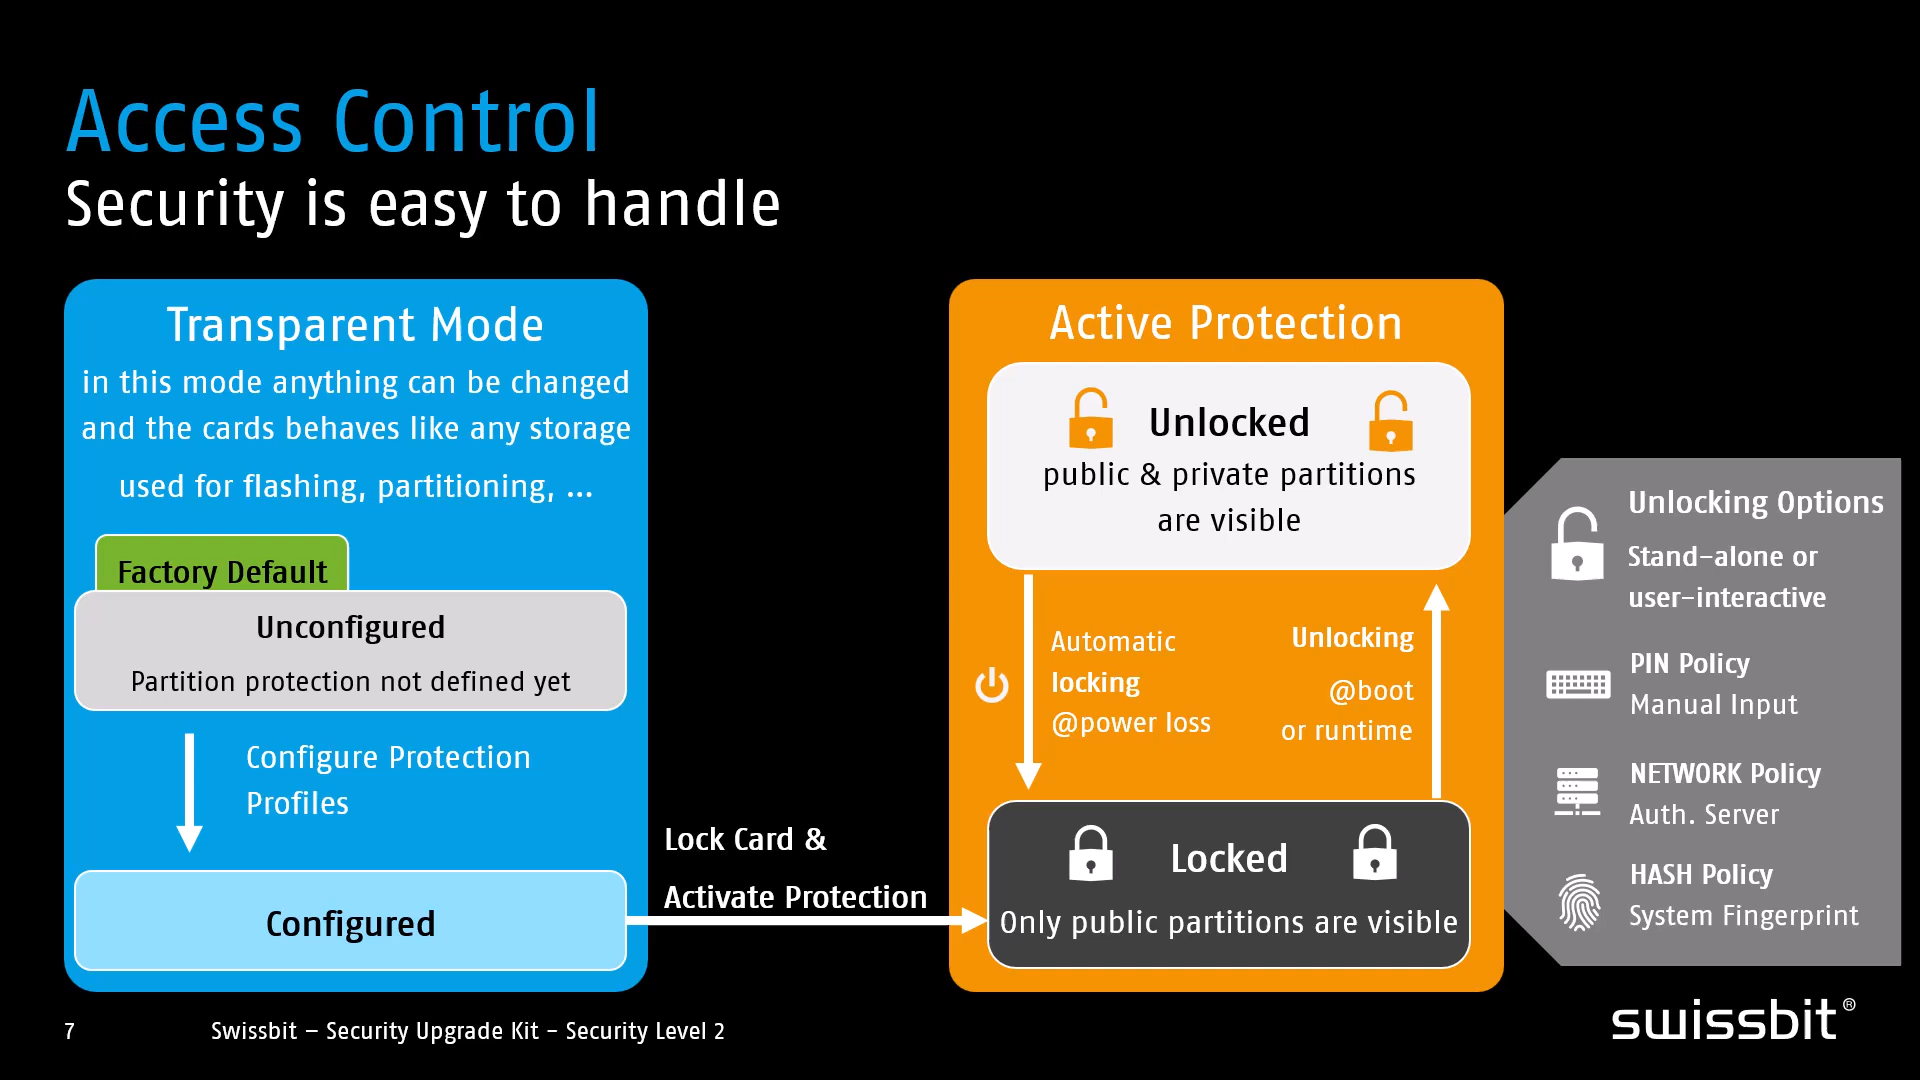 Access Control
Security is easy to handle
Transparent Mode
in this mode anything can be changed
and the cards behaves like any storage
used for flashing, partitioning, ...
Factory Default
Unconfigured
Partition protection not defined yet
Configure Protection
Profiles
Configured
Lock Card &
Activate Protection
Active Protection
Unlocked
public & private partitions
are visible
Automatic
locking
@power loss
Unlocking
@boot
or runtime
Locked
Only public partitions are visible
Unlocking Options
Stand-alone or
user-interactive
PIN Policy
Manual Input
NETWORK Policy
Auth. Server
HASH Policy
System Fingerprint
7
Swissbit – Security Upgrade Kit - Security Level 2
swissbit®